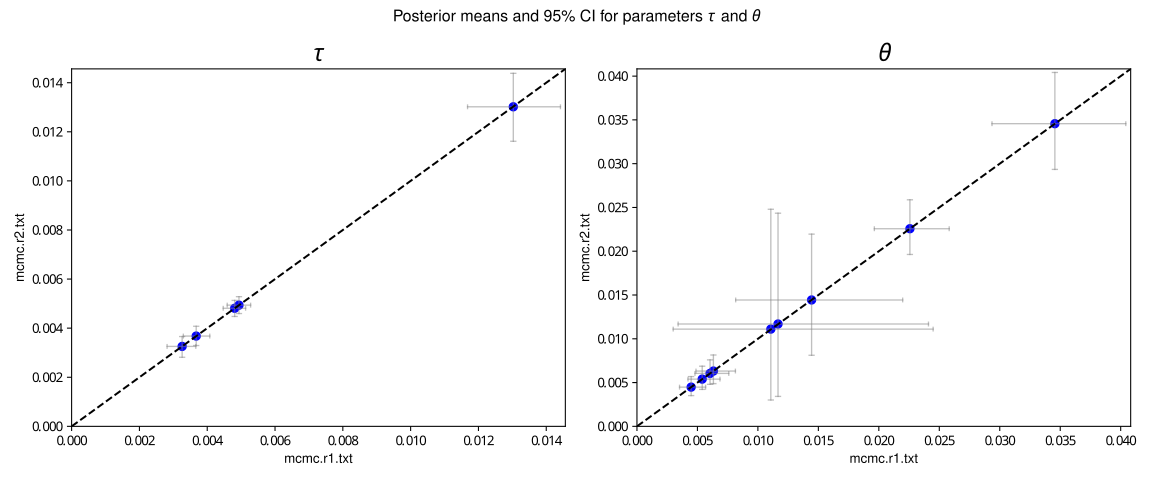 Posterior means and 95% CI for parameters τ and θ
τ
0.014
0.012
0.010
0.008
0.006
0.004
0.002
0.000
mcmc.r2.txt
0.000 0.002 0.004 0.006 0.008 0.010 0.012 0.014
mcmc.r1.txt
θ
0.040
0.035
0.030
0.025
0.020
0.015
0.010
0.005
0.000
mcmc.r2.txt
0.000 0.005 0.010 0.015 0.020 0.025 0.030 0.035 0.040
mcmc.r1.txt